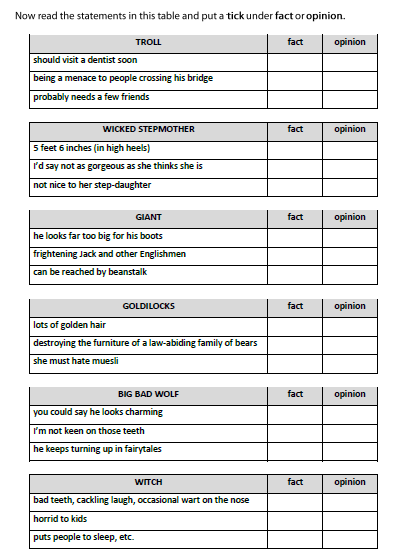 Now read the statements in this table and put a tick under fact or opinion.
TROLL fact opinion
should visit a dentist soon
being a menace to people crossing his bridge
probably needs a few friends
WICKED STEPMOTHER fact opinion
5 feet 6 inches (in high heels)
I'd say not as gorgeous as she thinks she is
not nice to her step-daughter
GIANT fact opinion
he looks far too big for his boots
frightening Jack and other Englishmen
can be reached by beanstalk
GOLDILOCKS fact opinion
lots of golden hair
destroying the furniture of a law-abiding family of bears
she must hate muesli
BIG BAD WOLF fact opinion
you could say he looks charming
I'm not keen on those teeth
he keeps turning up in fairytales
WITCH fact opinion
bad teeth, cackling laugh, occasional wart on the nose
horrid to kids
puts people to sleep, etc.